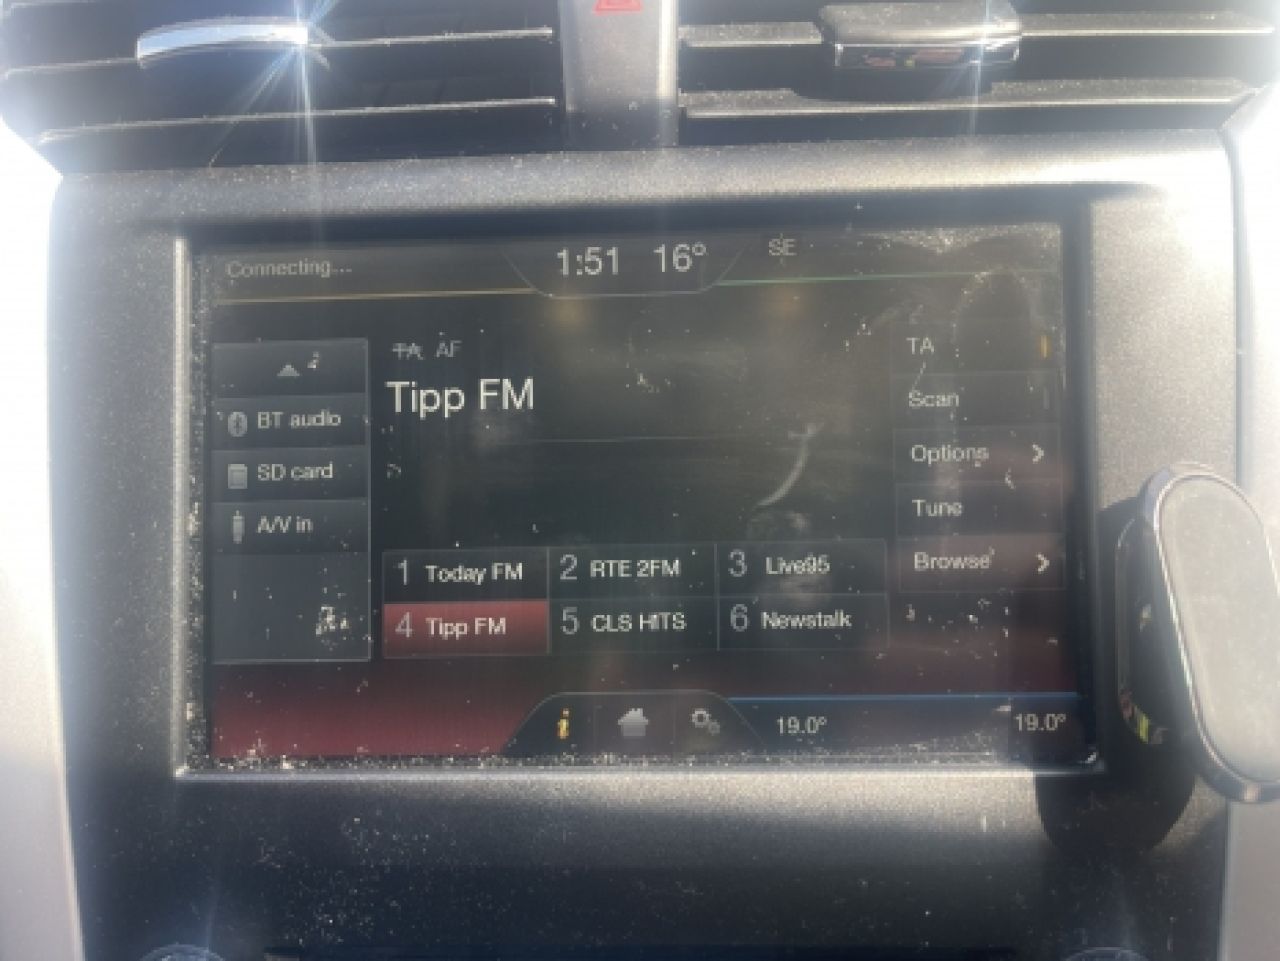 Connecting...
1:51 16° SE
TA AF
Tipp FM
BT audio
SD card
A/V in
TA
Scan
Options
Tune
Browse
1 Today FM 2 RTE 2FM 3 Live95
4 Tipp FM 5 CLS HITS 6 Newstalk
i
19.0° 19.0°